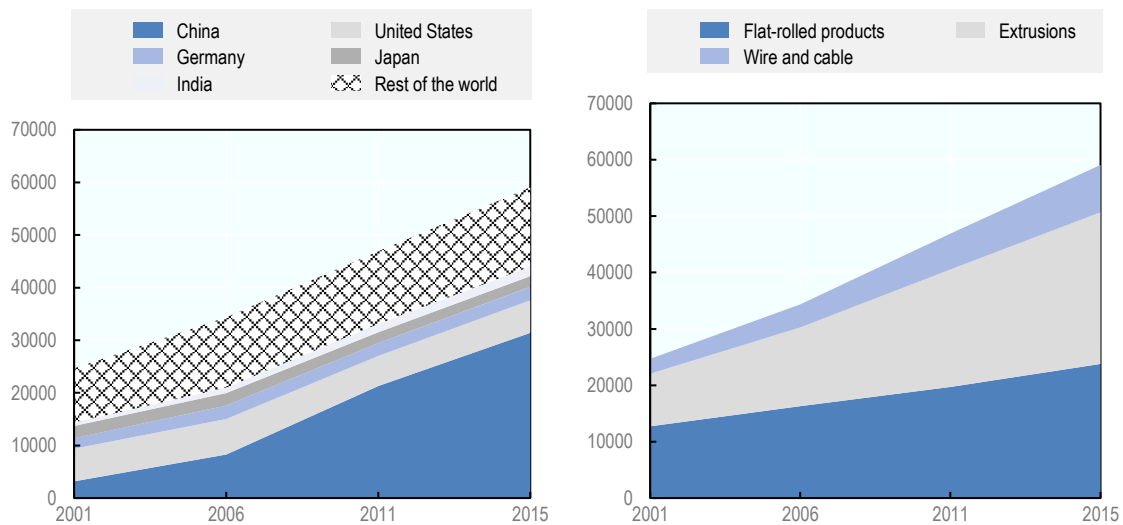 China United States
Germany Japan
India Rest of the world
70000
60000
50000
40000
30000
20000
10000
0
2001 2006 2011 2015
Flat-rolled products Extrusions
Wire and cable
70000
60000
50000
40000
30000
20000
10000
0
2001 2006 2011 2015